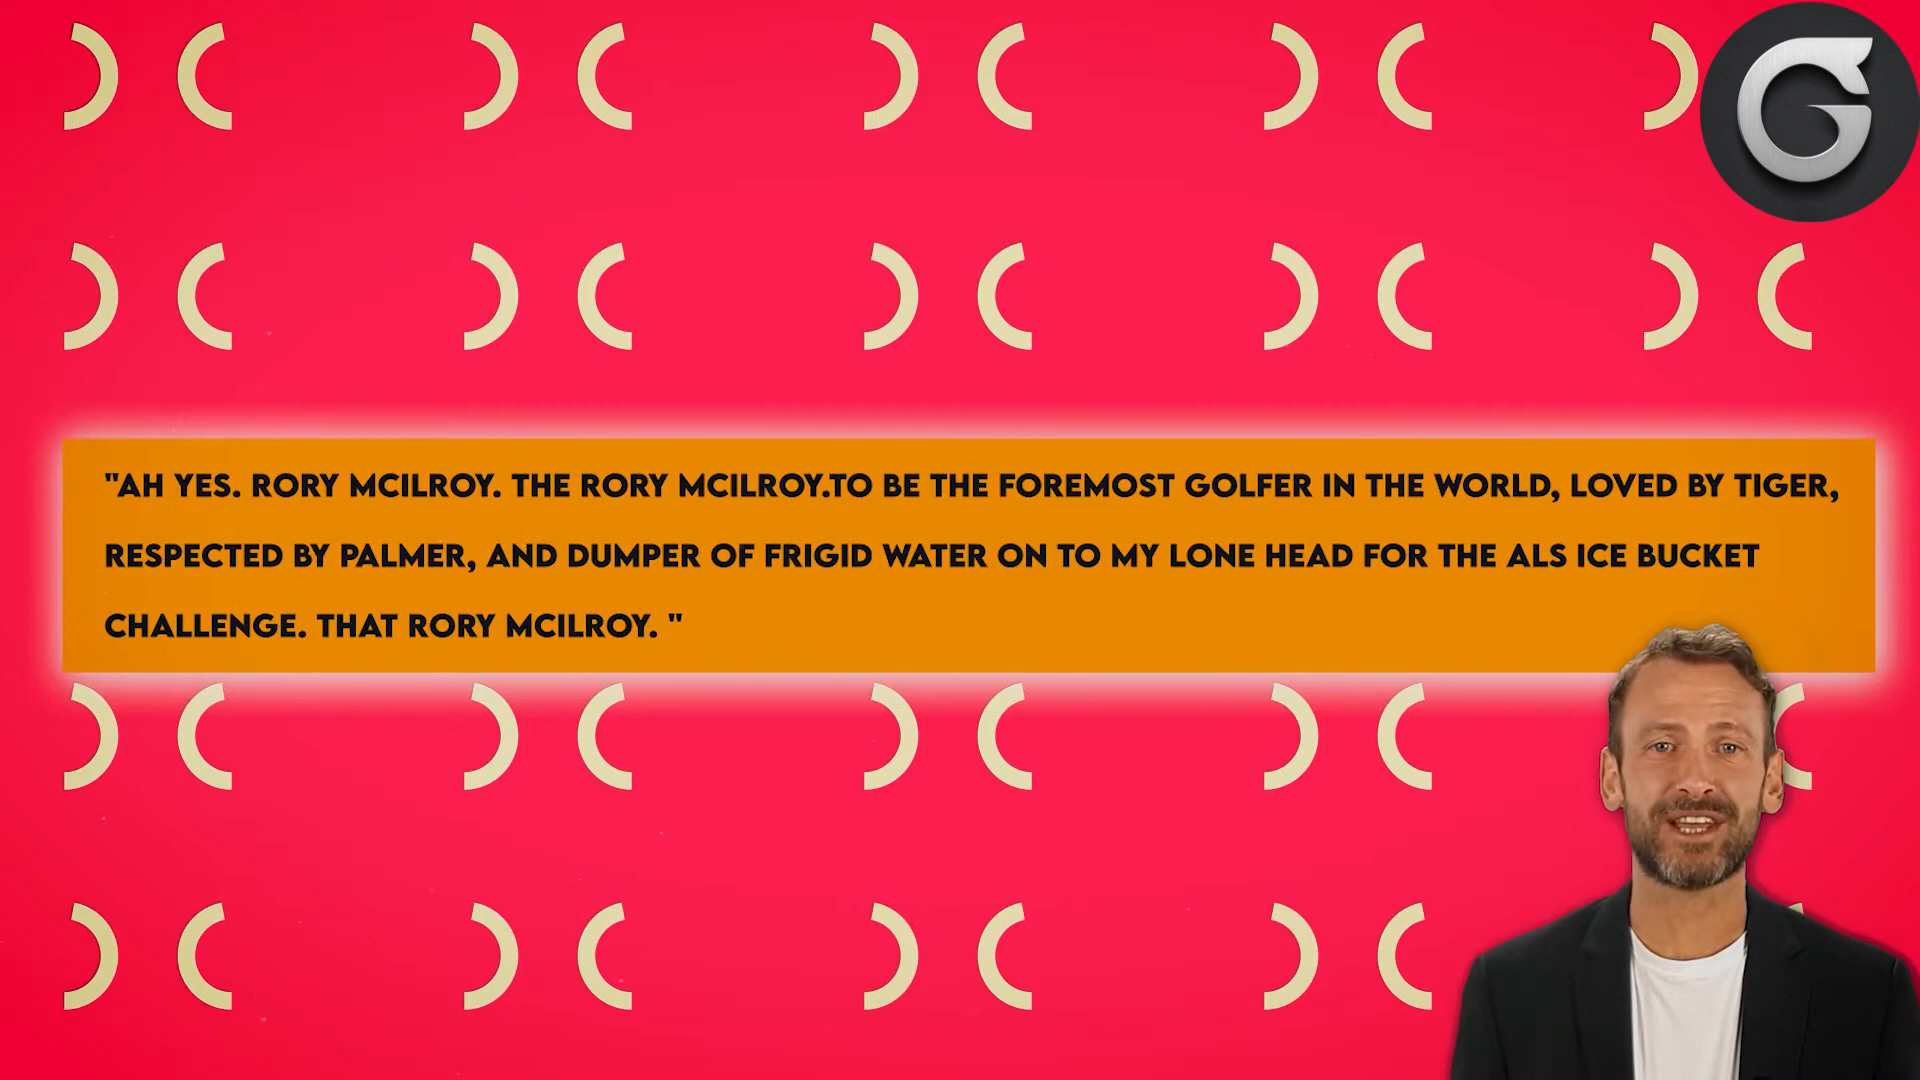 "AH YES. RORY MCILROY. THE RORY MCILROY.TO BE THE FOREMOST GOLFER IN THE WORLD, LOVED BY TIGER,
RESPECTED BY PALMER, AND DUMPER OF FRIGID WATER ON TO MY LONE HEAD FOR THE ALS ICE BUCKET
CHALLENGE. THAT RORY MCILROY. "
G